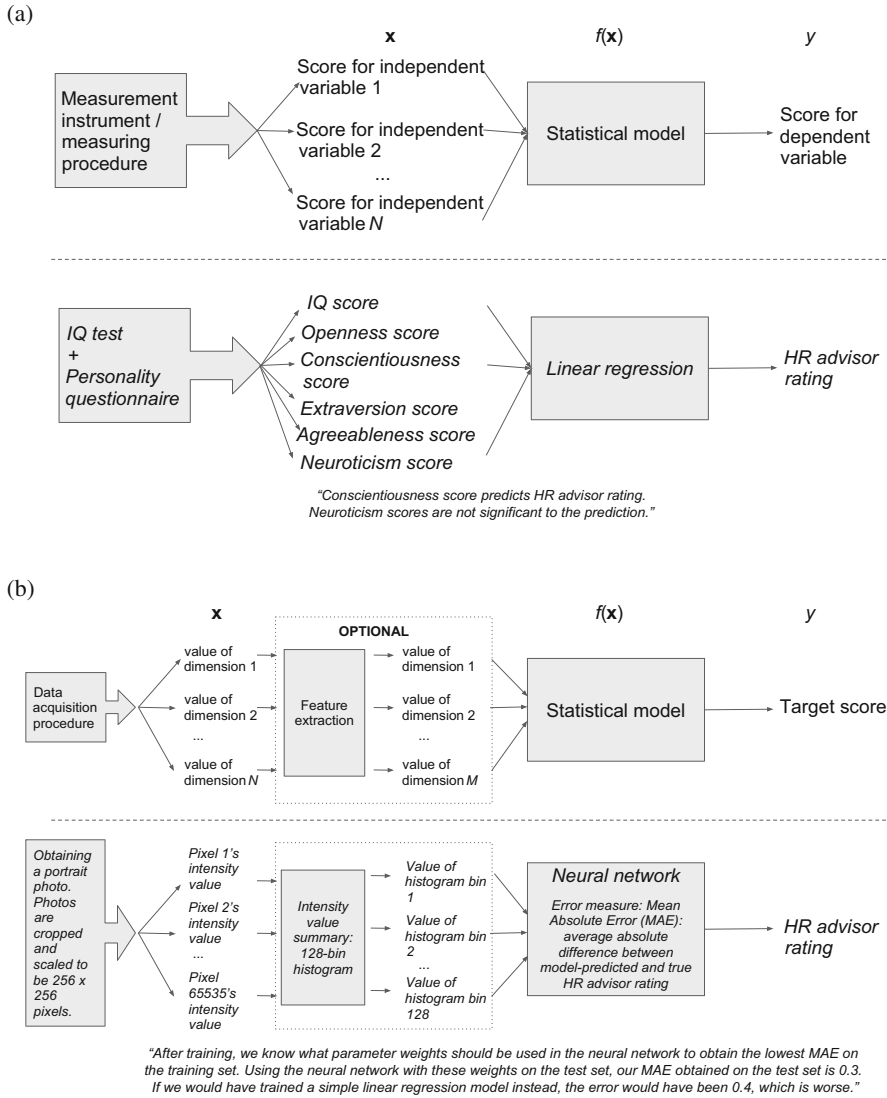 (a)
x
f(x)
y
Measurement
instrument /
measuring
procedure
Score for independent
variable 1
Score for independent
variable 2
...
Score for independent
variable N
Statistical model
Score for
dependent
variable
IQ test
+
Personality
questionnaire
IQ score
Openness score
Conscientiousness
score
Extraversion score
Agreeableness score
Neuroticism score
Linear regression
HR advisor
rating
“Conscientiousness score predicts HR advisor rating.
Neuroticism scores are not significant to the prediction.”
(b)
x
f(x)
y
OPTIONAL
Data
acquisition
procedure
value of
dimension 1
value of
dimension 2
...
value of
dimension N
Feature
extraction
value of
dimension 1
value of
dimension 2
...
value of
dimension M
Statistical model
Target score
Obtaining
a portrait
photo.
Photos are
cropped
and
scaled to
be 256 x
256
pixels.
Pixel 1's
intensity
value
Pixel 2's
intensity
value
...
Pixel
65535's
intensity
value
Intensity
value
summary:
128-bin
histogram
Value of
histogram bin
1
Value of
histogram bin
2
...
Value of
histogram bin
128
Neural network
Error measure: Mean
Absolute Error (MAE):
average absolute
difference between
model-predicted and true
HR advisor rating
HR advisor
rating
“After training, we know what parameter weights should be used in the neural network to obtain the lowest MAE on
the training set. Using the neural network with these weights on the test set, our MAE obtained on the test set is 0.3.
If we would have trained a simple linear regression model instead, the error would have been 0.4, which is worse.”